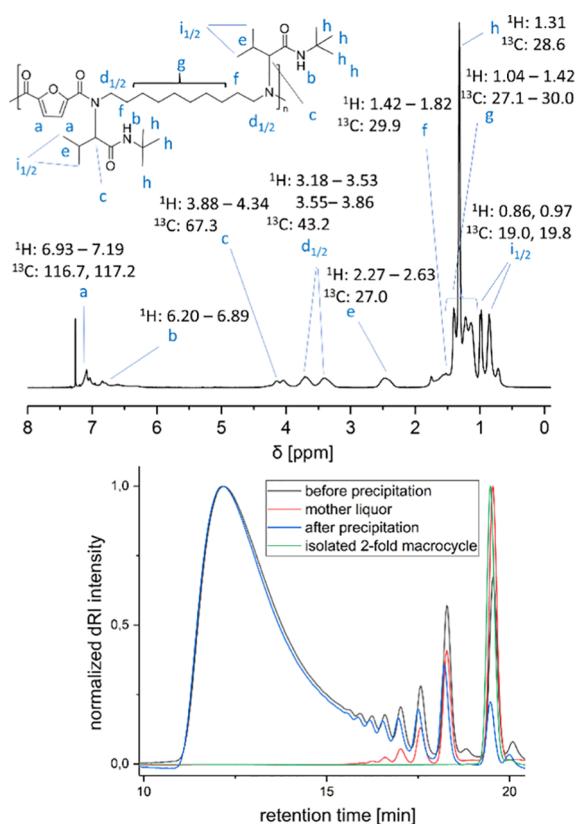 i1/2
h
h
e
N
H
h
b
h
O
O
O
g
O
d1/2
f
N
N
n
f
b
h
d1/2
c
a
a
N
H
h
e
h
i1/2
O
h
c
1H: 1.31
h
13C: 28.6
1H: 1.04 – 1.42
13C: 27.1 – 30.0
g
1H: 1.42 – 1.82
13C: 29.9
f
1H: 3.18 – 3.53
3.55 – 3.86
13C: 43.2
d1/2
1H: 3.88 – 4.34
13C: 67.3
c
1H: 0.86, 0.97
13C: 19.0, 19.8
i1/2
1H: 6.93 – 7.19
13C: 116.7, 117.2
a
1H: 2.27 – 2.63
13C: 27.0
e
1H: 6.20 – 6.89
b
8 7 6 5 4 3 2 1 0
δ [ppm]
1,0
before precipitation
mother liquor
after precipitation
isolated 2-fold macrocycle
normalized dRI intensity
0,5
0,0
10 15 20
retention time [min]